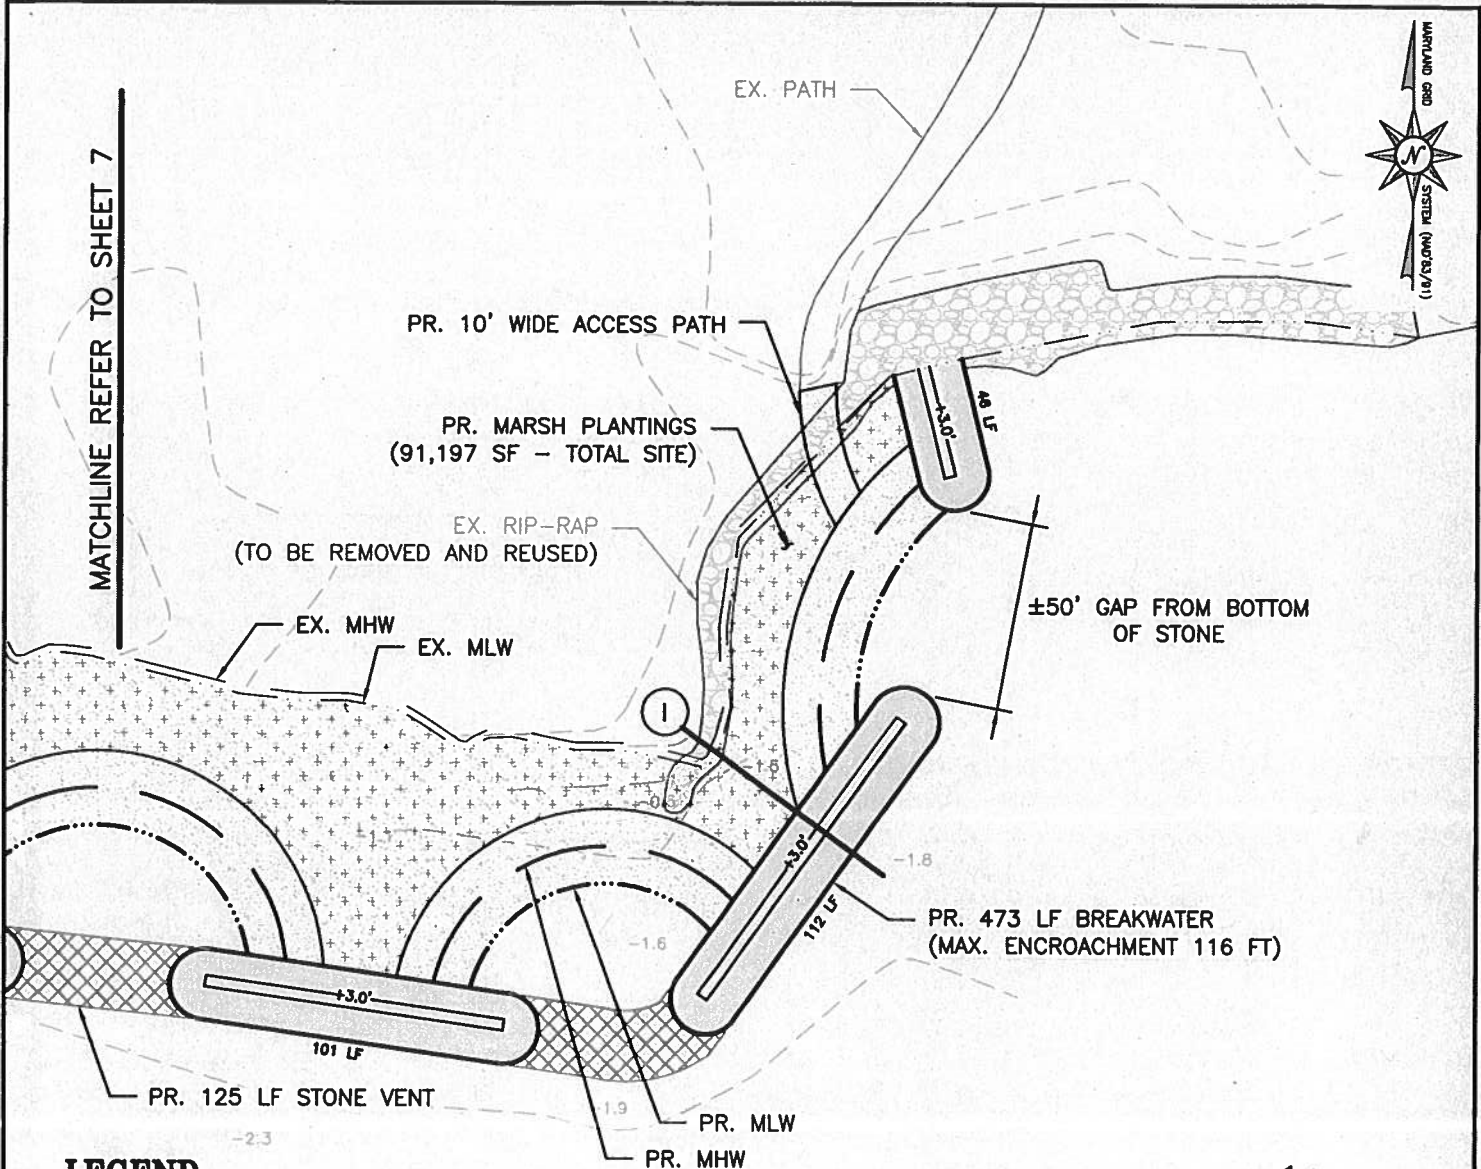 MARYLAND GRID
N
SYSTEM (NAD'83/91)
EX. PATH
MATCHLINE REFER TO SHEET 7
PR. 10' WIDE ACCESS PATH
+3.0'
46 LF
PR. MARSH PLANTINGS
(91,197 SF - TOTAL SITE)
EX. RIP-RAP
(TO BE REMOVED AND REUSED)
±50' GAP FROM BOTTOM
OF STONE
EX. MHW
EX. MLW
1
-1.6
-0.6
+3.0'
-1.8
112 LF
PR. 473 LF BREAKWATER
(MAX. ENCROACHMENT 116 FT)
-1.6
+3.0'
101 LF
PR. 125 LF STONE VENT
-1.9
PR. MLW
-2.3
PR. MHW
LEGEND